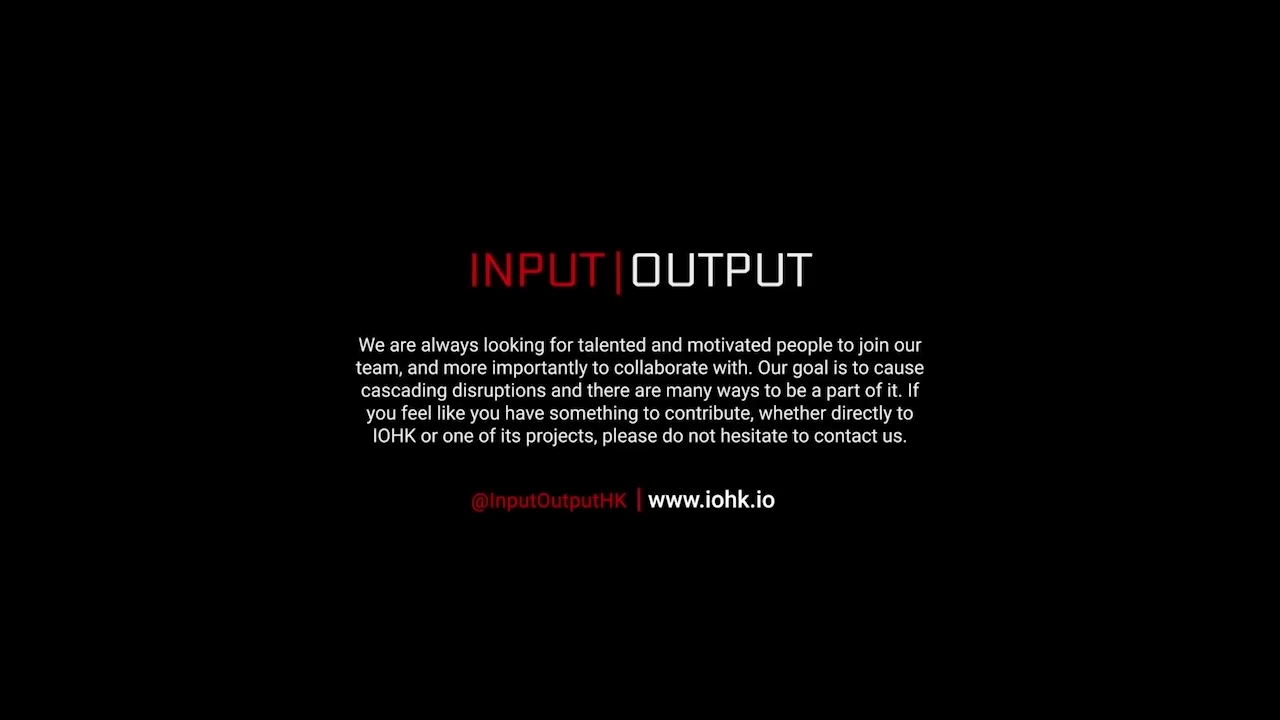 INPUT|OUTPUT
We are always looking for talented and motivated people to join our
team, and more importantly to collaborate with. Our goal is to cause
cascading disruptions and there are many ways to be a part of it. If
you feel like you have something to contribute, whether directly to
IOHK or one of its projects, please do not hesitate to contact us.
@InputOutputHK | www.iohk.io